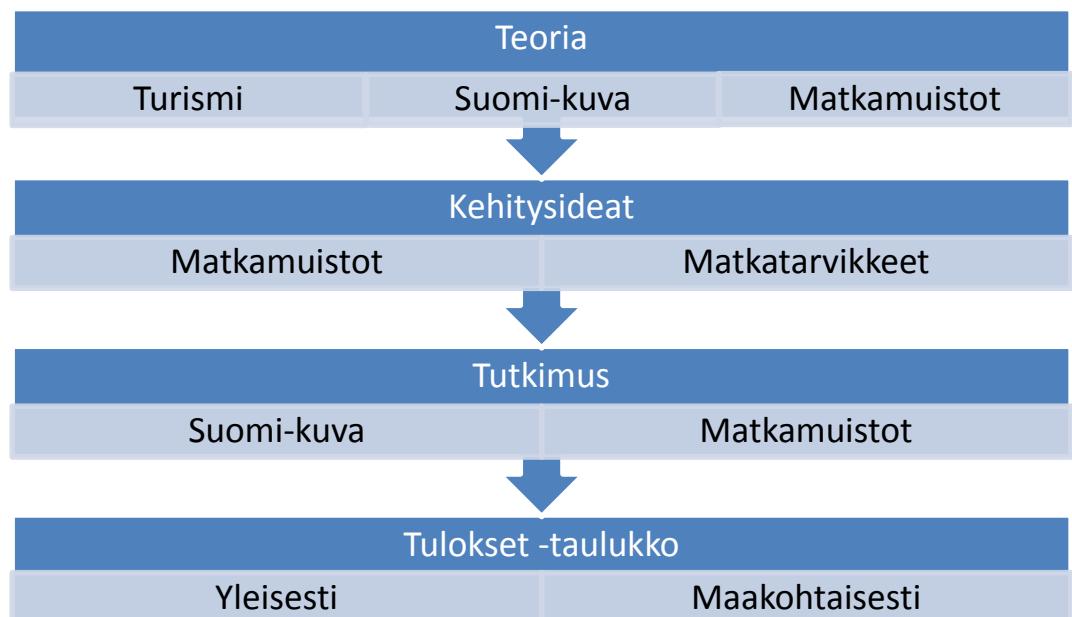 Teoria
Turismi Suomi-kuva Matkamuistot
Kehitysideat
Matkamuistot Matkatarvikkeet
Tutkimus
Suomi-kuva Matkamuistot
Tulokset -taulukko
Yleisesti Maakohtaisesti